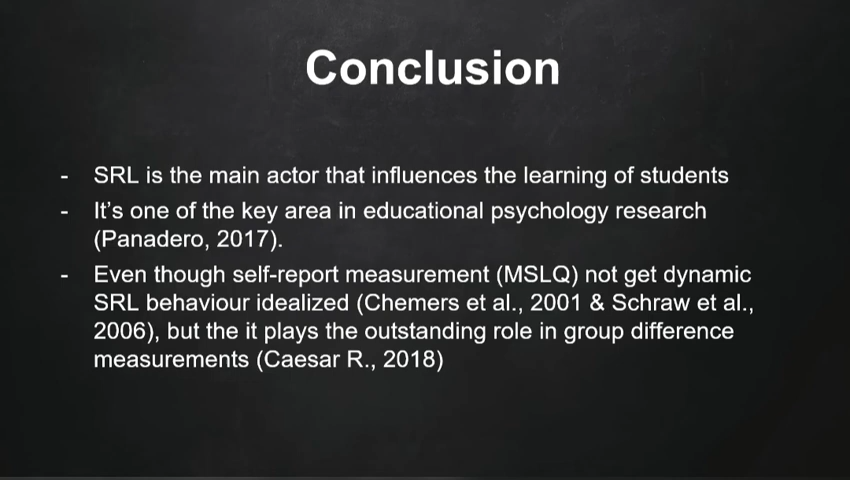 Conclusion
- SRL is the main actor that influences the learning of students
- It's one of the key area in educational psychology research
(Panadero, 2017).
- Even though self-report measurement (MSLQ) not get dynamic
SRL behaviour idealized (Chemers et al., 2001 & Schraw et al.,
2006), but the it plays the outstanding role in group difference
measurements (Caesar R., 2018)